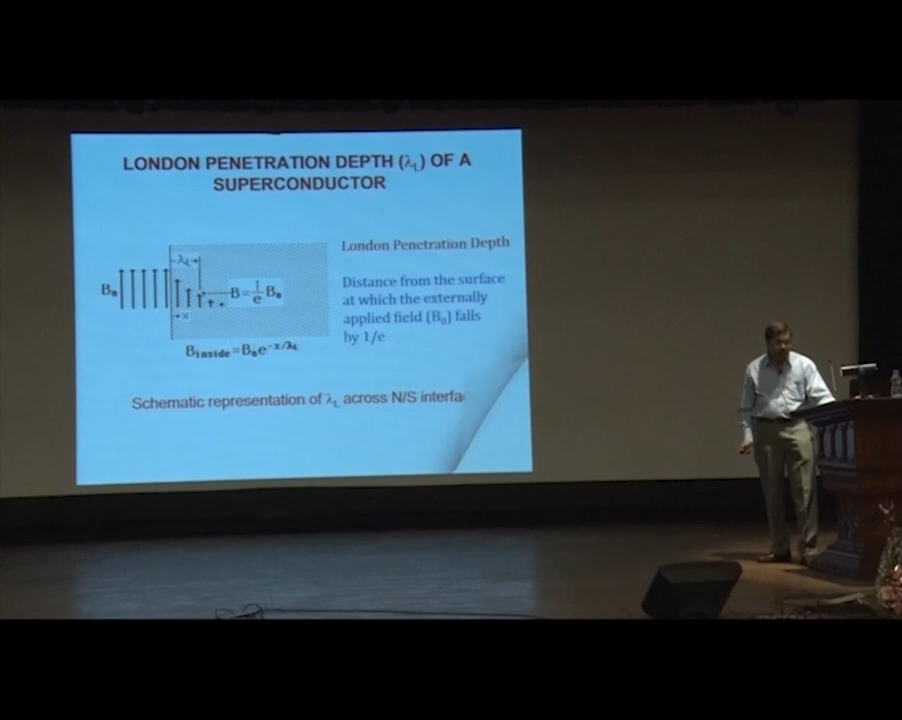 LONDON PENETRATION DEPTH (λL) OF A
SUPERCONDUCTOR
λL
B₀
B=1/e B₀
x
Binside=B₀e^-x/λL
London Penetration Depth
Distance from the surface
at which the externally
applied field (B₀) falls
by 1/e
Schematic representation of λL across N/S interfa